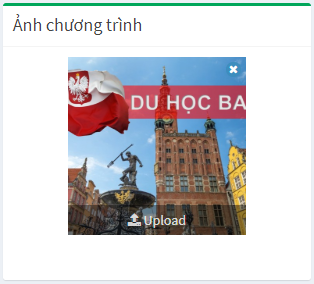 Ảnh chương trình
DU HỌC BA
Upload